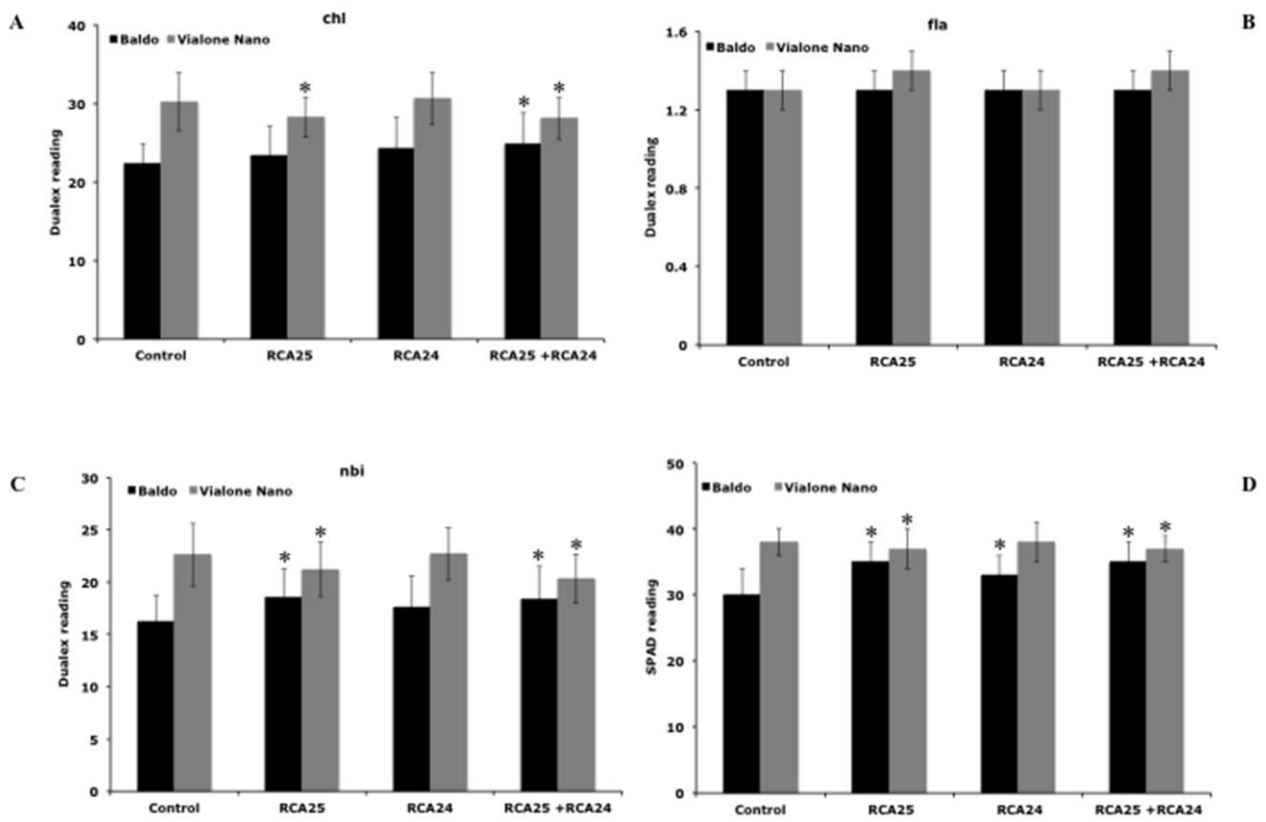 A
chl
Baldo Vialone Nano
40
30
20
10
0
Dualex reading
*
* *
Control RCA25 RCA24 RCA25 +RCA24
B
fla
Baldo Vialone Nano
1.6
1.2
0.8
0.4
0
Dualex reading
Control RCA25 RCA24 RCA25 +RCA24
C
nbi
Baldo Vialone Nano
30
25
20
15
10
5
0
Dualex reading
* *
* *
Control RCA25 RCA24 RCA25 +RCA24
D
Baldo Vialone Nano
50
40
30
20
10
0
SPAD reading
* *
*
* *
Control RCA25 RCA24 RCA25 +RCA24